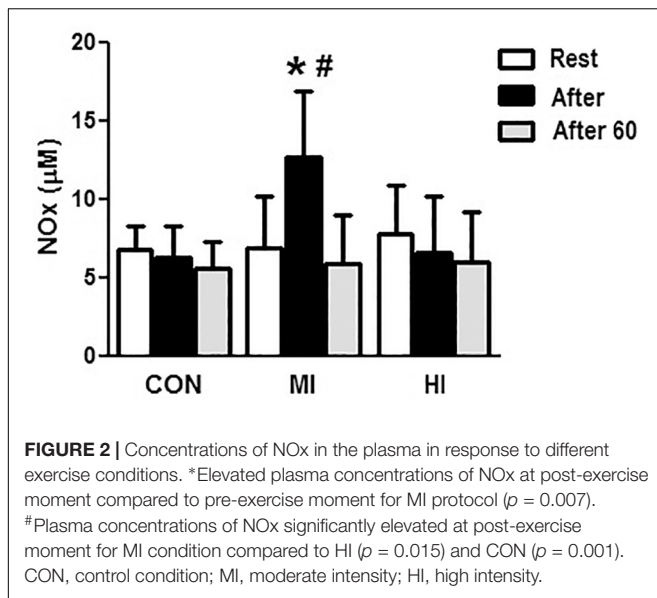 20
15
10
5
0
NOx (μM)
* #
Rest
After
After 60
CON MI HI
FIGURE 2 | Concentrations of NOx in the plasma in response to different
exercise conditions. *Elevated plasma concentrations of NOx at post-exercise
moment compared to pre-exercise moment for MI protocol (p = 0.007).
#Plasma concentrations of NOx significantly elevated at post-exercise
moment for MI condition compared to HI (p = 0.015) and CON (p = 0.001).
CON, control condition; MI, moderate intensity; HI, high intensity.